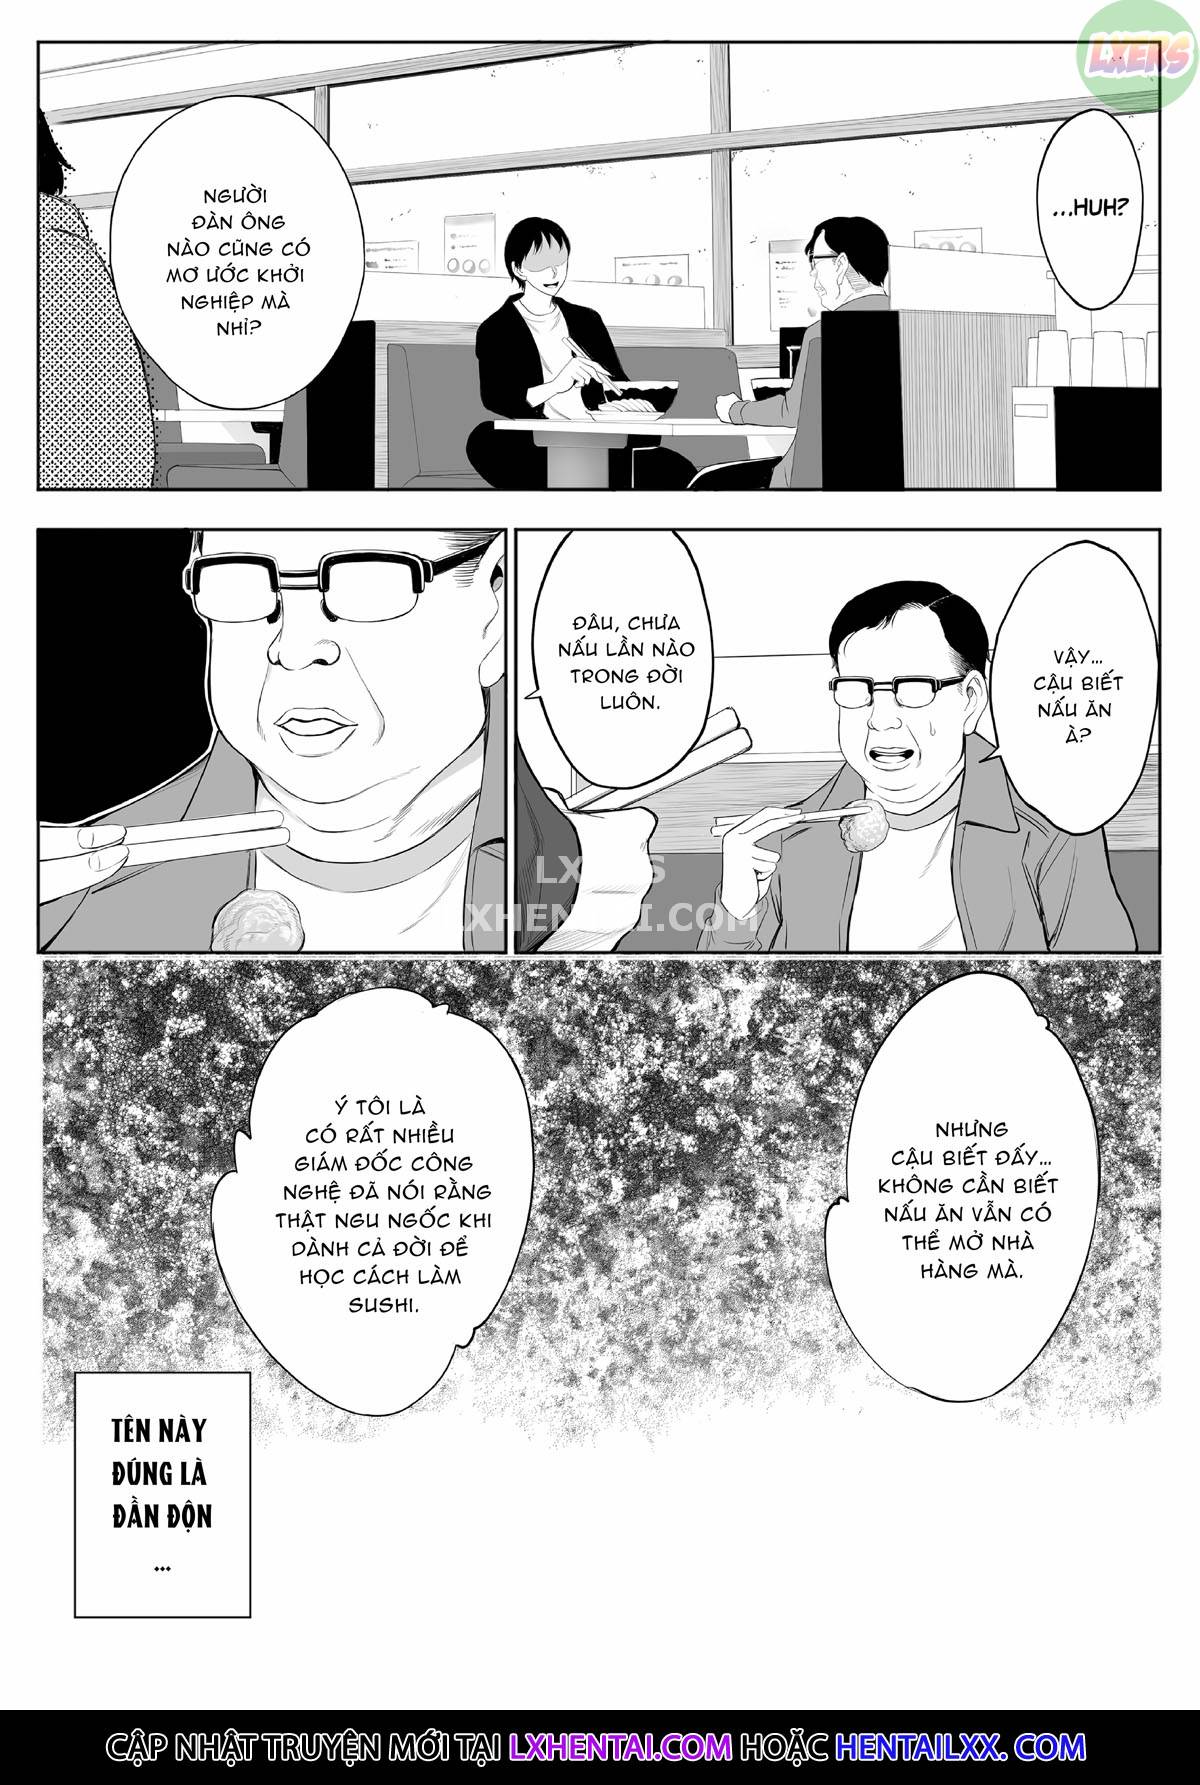 LXERS
...HUH?
NGƯỜI
ĐÀN ÔNG
NÀO CŨNG CÓ
MƠ ƯỚC KHỞI
NGHIỆP MÀ
NHỈ?
VẬY...
CẬU BIẾT
NẤU ĂN
À?
ĐÂU, CHƯA
NẤU LẦN NÀO
TRONG ĐỜI
LUÔN.
LXERS
LXHENTAI.COM
NHƯNG
CẬU BIẾT ĐẤY...
KHÔNG CẦN BIẾT
NẤU ĂN VẪN CÓ
THỂ MỞ NHÀ
HÀNG MÀ.
Ý TÔI LÀ
CÓ RẤT NHIỀU
GIÁM ĐỐC CÔNG
NGHỆ ĐÃ NÓI RẰNG
THẬT NGU NGỐC KHI
DÀNH CẢ ĐỜI ĐỂ
HỌC CÁCH LÀM
SUSHI.
TÊN NÀY
ĐÚNG LÀ
ĐẦN ĐỘN
...
CẬP NHẬT TRUYỆN MỚI TẠI LXHENTAI.COM HOẶC HENTAILXX. COM